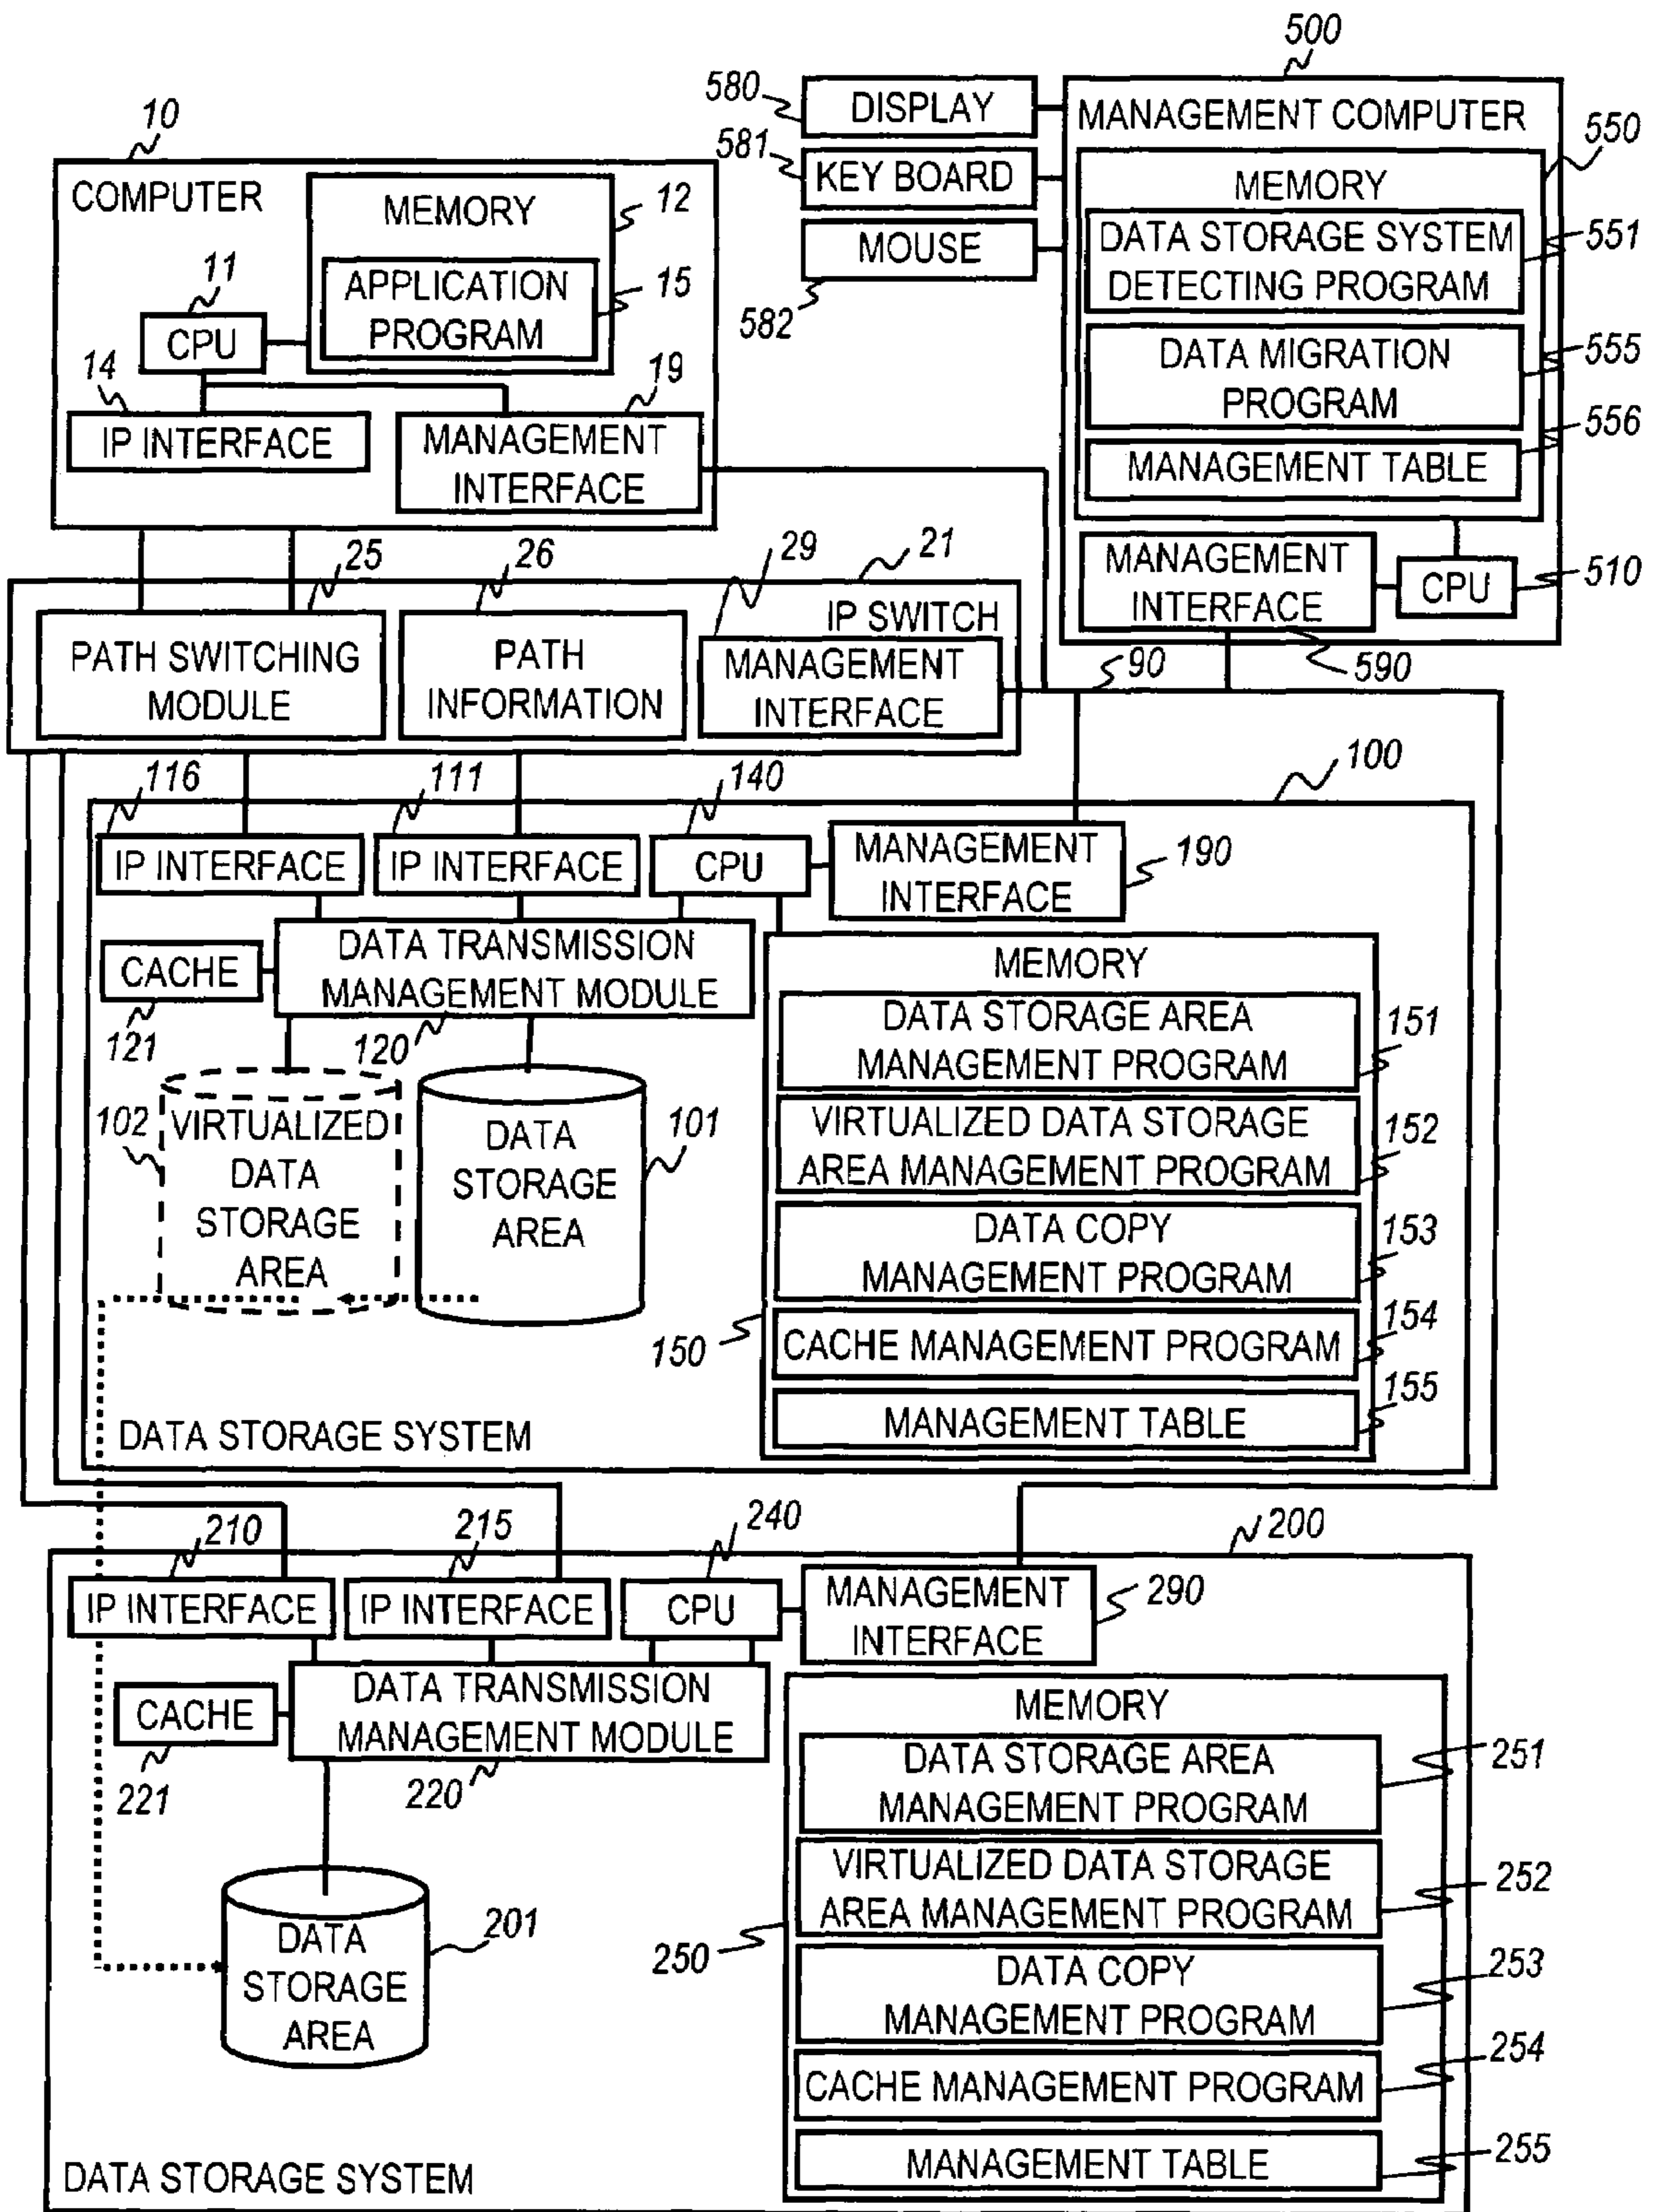 500
580
DISPLAY
MANAGEMENT COMPUTER
10
581
KEY BOARD
550
COMPUTER
MEMORY
12
MEMORY
MOUSE
DATA STORAGE SYSTEM
DETECTING PROGRAM
551
11
APPLICATION
PROGRAM
15
582
CPU
DATA MIGRATION
PROGRAM
555
14
19
556
IP INTERFACE
MANAGEMENT
INTERFACE
MANAGEMENT TABLE
25
26
29
21
MANAGEMENT
INTERFACE
CPU
510
IP SWITCH
PATH SWITCHING
MODULE
PATH
INFORMATION
MANAGEMENT
INTERFACE
90
590
116
111
140
100
IP INTERFACE
IP INTERFACE
CPU
MANAGEMENT
INTERFACE
190
CACHE
DATA TRANSMISSION
MANAGEMENT MODULE
MEMORY
121
120
DATA STORAGE AREA
MANAGEMENT PROGRAM
151
102
VIRTUALIZED
DATA
STORAGE
AREA
DATA
STORAGE
AREA
101
VIRTUALIZED DATA STORAGE
AREA MANAGEMENT PROGRAM
152
DATA COPY
MANAGEMENT PROGRAM
153
150
CACHE MANAGEMENT PROGRAM
154
MANAGEMENT TABLE
155
DATA STORAGE SYSTEM
210
215
240
200
IP INTERFACE
IP INTERFACE
CPU
MANAGEMENT
INTERFACE
290
CACHE
DATA TRANSMISSION
MANAGEMENT MODULE
MEMORY
221
220
DATA STORAGE AREA
MANAGEMENT PROGRAM
251
VIRTUALIZED DATA STORAGE
AREA MANAGEMENT PROGRAM
252
DATA
STORAGE
AREA
201
250
DATA COPY
MANAGEMENT PROGRAM
253
CACHE MANAGEMENT PROGRAM
254
MANAGEMENT TABLE
255
DATA STORAGE SYSTEM